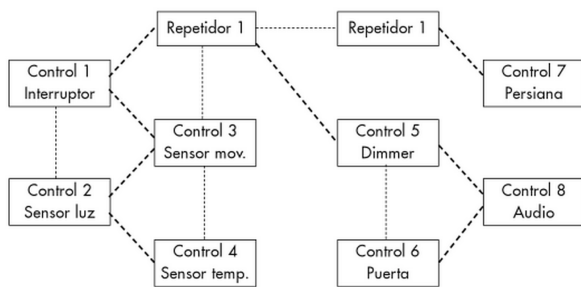 Repetidor 1
Repetidor 1
Control 1
Interruptor
Control 7
Persiana
Control 3
Sensor mov.
Control 5
Dimmer
Control 2
Sensor luz
Control 8
Audio
Control 4
Sensor temp.
Control 6
Puerta